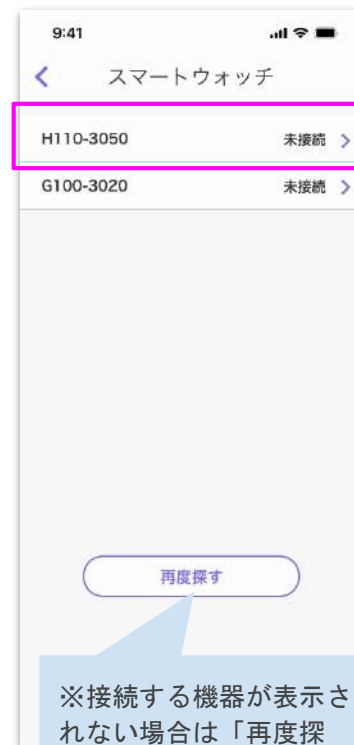 9:41
スマートウォッチ
H110-3050 未接続
G100-3020 未接続
再度探す
※接続する機器が表示さ
れない場合は「再度探